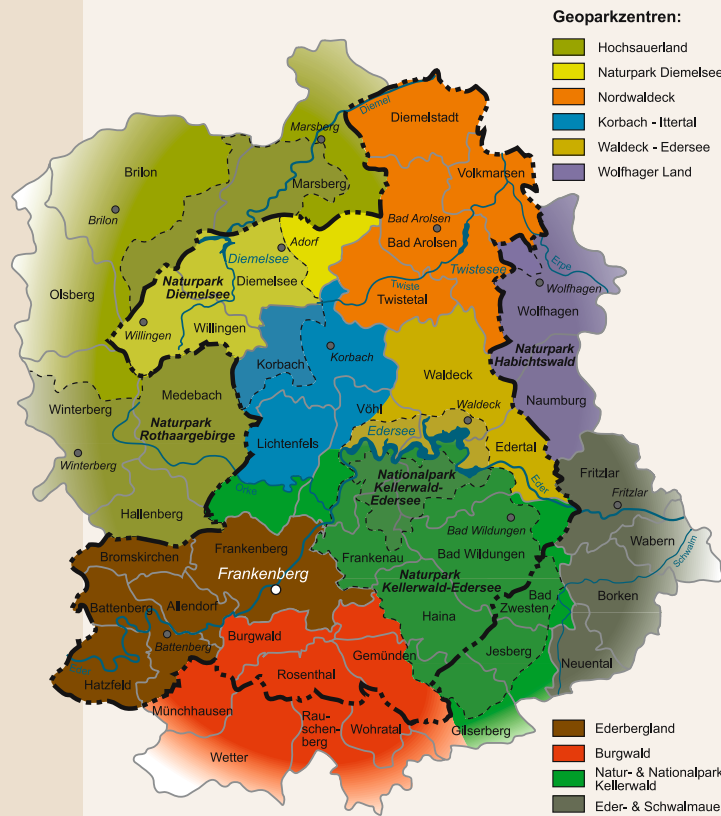 Geoparkzentren:
Hochsauerland
Naturpark Diemelsee
Nordwaldeck
Korbach - Ittertal
Waldeck - Edersee
Wolfhager Land
Diemel
Diemelstadt
Marsberg
Brilon
Marsberg
Volkmarsen
Brilon
Bad Arolsen
Adorf
Bad Arolsen
Diemelsee
Erpe
Twistesee
Naturpark
Diemelsee
Diemelsee
Twiste
Wolfhagen
Olsberg
Twistetal
Wolfhagen
Willingen
Willingen
Naturpark
Habichtswald
Korbach
Korbach
Waldeck
Medebach
Naumburg
Winterberg
Vöhl
Waldeck
Naturpark
Rothaargebirge
Edersee
Lichtenfels
Edertal
Winterberg
Fritzlar
Nationalpark
Kellerwald-
Edersee
Eder
Orke
Fritzlar
Hallenberg
Bad Wildungen
Wabern
Schwalm
Frankenberg
Bromskirchen
Frankenau
Bad Wildungen
Frankenberg
Naturpark
Kellerwald-Edersee
Bad
Zwesten
Borken
Battenberg
Allendorf
Haina
Burgwald
Battenberg
Jesberg
Gemünden
Neuental
Eder
Rosenthal
Hatzfeld
Münchhausen
Rau-
schen-
berg
Wohratal
Gilserberg
Wetter
Ederbergland
Burgwald
Natur- & Nationalpark
Kellerwald
Eder- & Schwalmaue